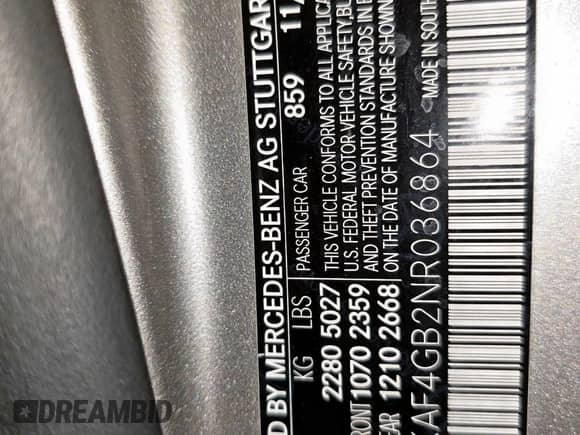 D BY MERCEDES-BENZ AG STUTTGAR
859 11/
KG LBS PASSENGER CAR
2280 5027
RONT 1070 2359
EAR 1210 2668
THIS VEHICLE CONFORMS TO ALL APPLICA
U.S. FEDERAL MOTOR VEHICLE SAFETY, BU
AND THEFT PREVENTION STANDARDS IN E
ON THE DATE OF MANUFACTURE SHOWN
AF4GB2NR036864
MADE IN SOUTH
DREAMBID